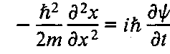 − ℏ²/2m ∂²x/∂x² = iℏ ∂ψ/∂t